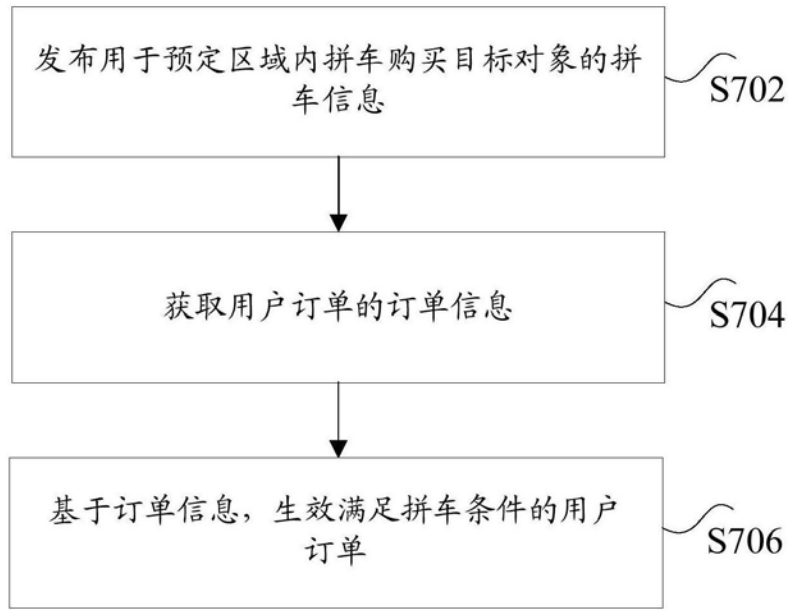 发布用于预定区域内拼车购买目标对象的拼
车信息
S702
获取用户订单的订单信息
S704
基于订单信息，生效满足拼车条件的用户
订单
S706